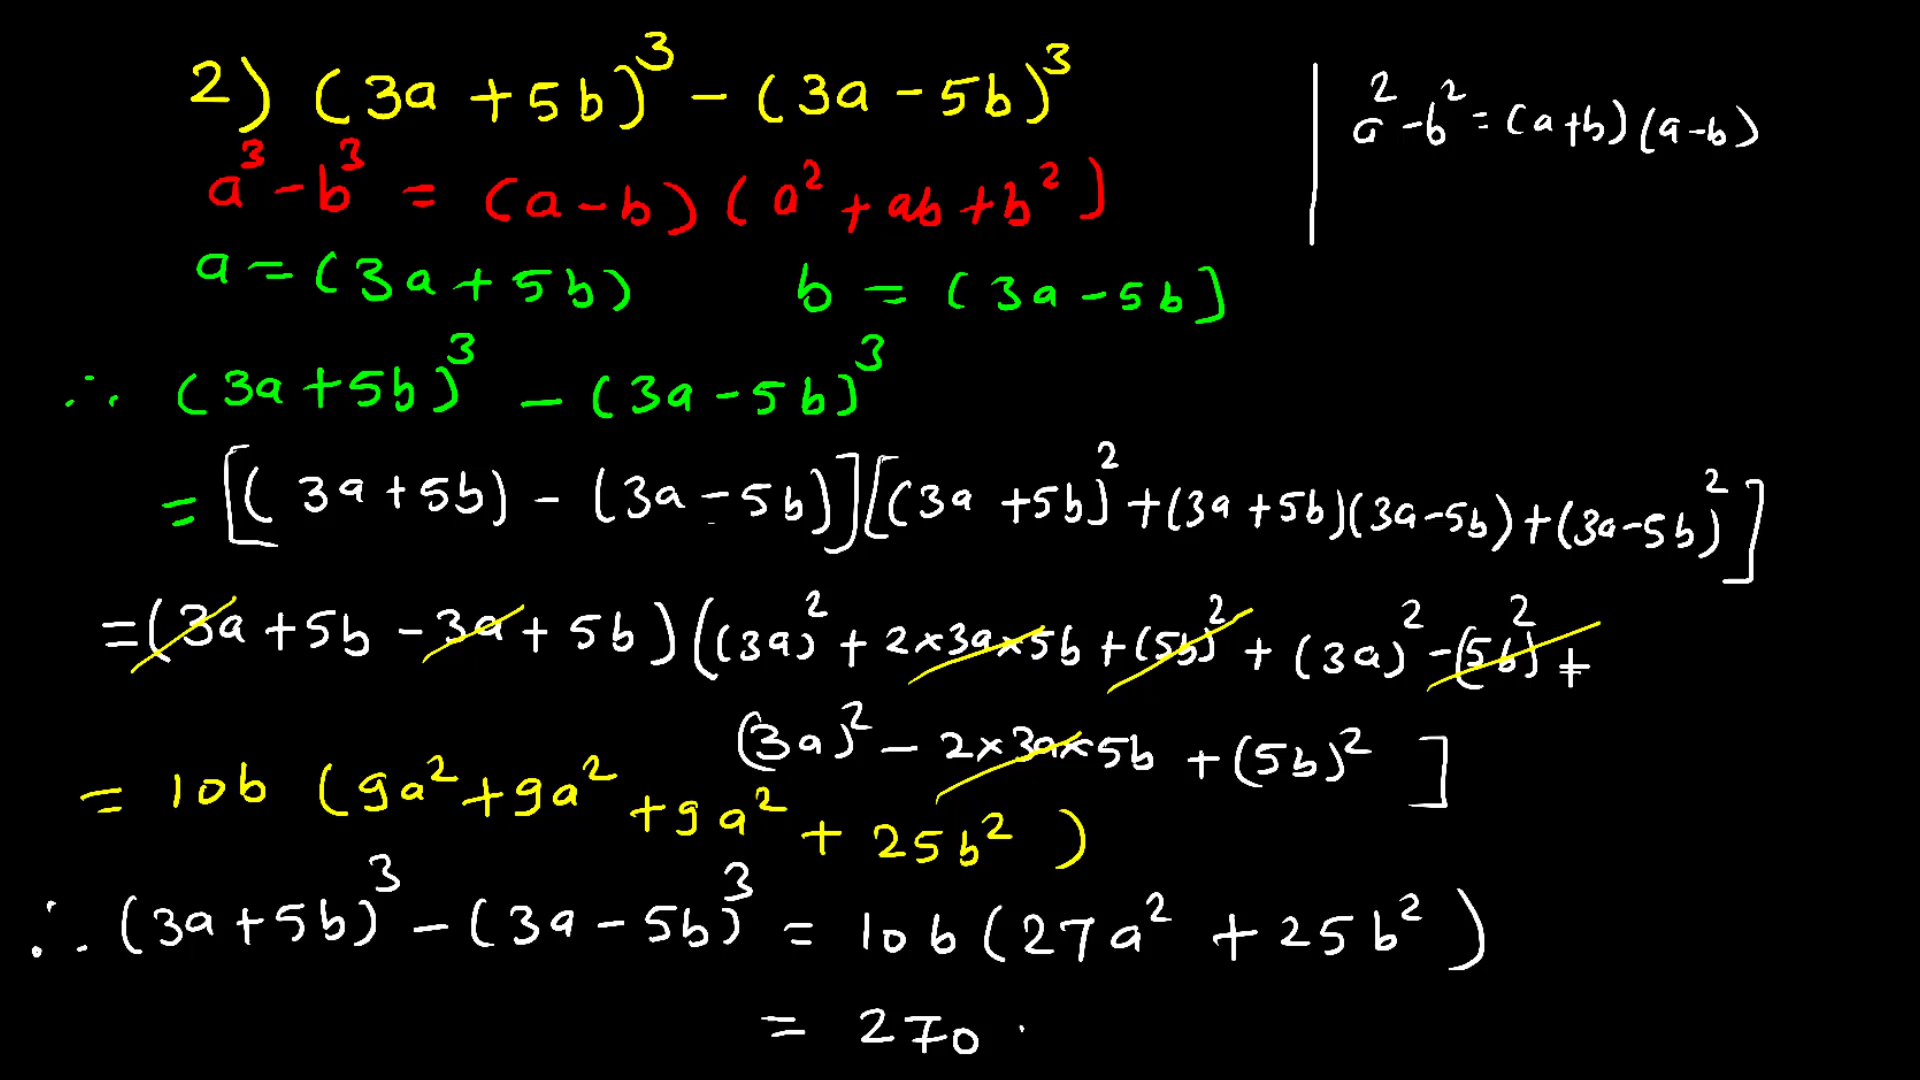 2) (3a + 5b)³ - (3a - 5b)³
a² - b² = (a+b) (a-b)
a³ - b³ = (a - b) (a² + ab + b²)
a = (3a + 5b) b = (3a - 5b)
∴ (3a + 5b)³ - (3a - 5b)³
= [(3a + 5b) - (3a - 5b)] [(3a + 5b)² + (3a + 5b)(3a - 5b) + (3a - 5b)²]
= (3a + 5b - 3a + 5b) ((3a)² + 2×3a×5b + (5b)² + (3a)² - (5b)² +
(3a)² - 2×3a×5b + (5b)² ]
= 10b (9a² + 9a² + 9a² + 25b²)
∴ (3a + 5b)³ - (3a - 5b)³ = 10b (27a² + 25b²)
= 270